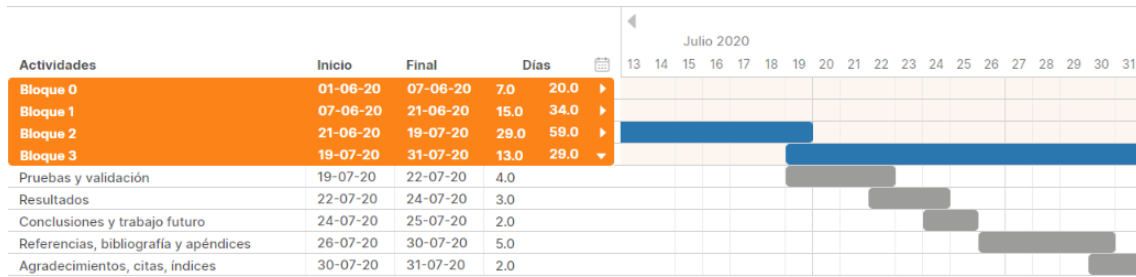 Julio 2020
Actividades Inicio Final Días 13 14 15 16 17 18 19 20 21 22 23 24 25 26 27 28 29 30 31
Bloque 0 01-06-20 07-06-20 7.0 20.0
Bloque 1 07-06-20 21-06-20 15.0 34.0
Bloque 2 21-06-20 19-07-20 29.0 59.0
Bloque 3 19-07-20 31-07-20 13.0 29.0
Pruebas y validación 19-07-20 22-07-20 4.0
Resultados 22-07-20 24-07-20 3.0
Conclusiones y trabajo futuro 24-07-20 25-07-20 2.0
Referencias, bibliografía y apéndices 26-07-20 30-07-20 5.0
Agradecimientos, citas, índices 30-07-20 31-07-20 2.0